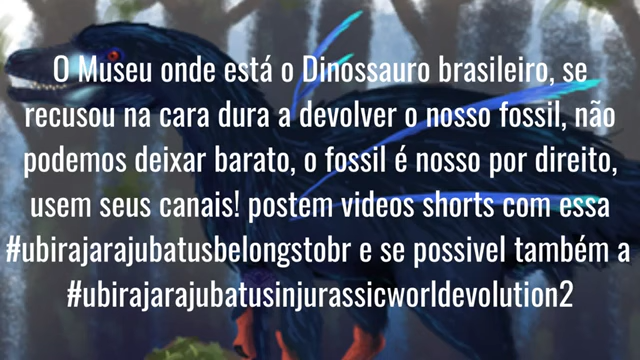 O Museu onde está o Dinossauro brasileiro, se
recusou na cara dura a devolver o nosso fossil, não
podemos deixar barato, o fossil é nosso por direito,
usem seus canais! postem videos shorts com essa
#ubirajarajubatusbelongstobr e se possivel também a
#ubirajarajubatusinjurassicworldevolution2